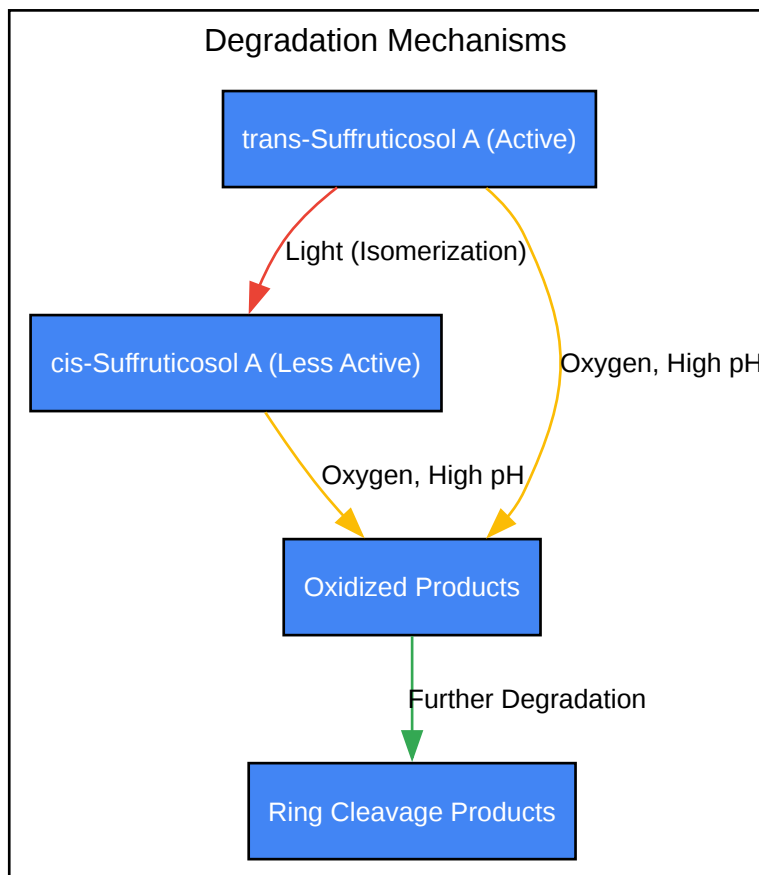 Degradation Mechanisms
trans-Suffruticosol A (Active)
Light (Isomerization)
cis-Suffruticosol A (Less Active)
Oxygen, High pH
Oxygen, High pH
Oxidized Products
Further Degradation
Ring Cleavage Products